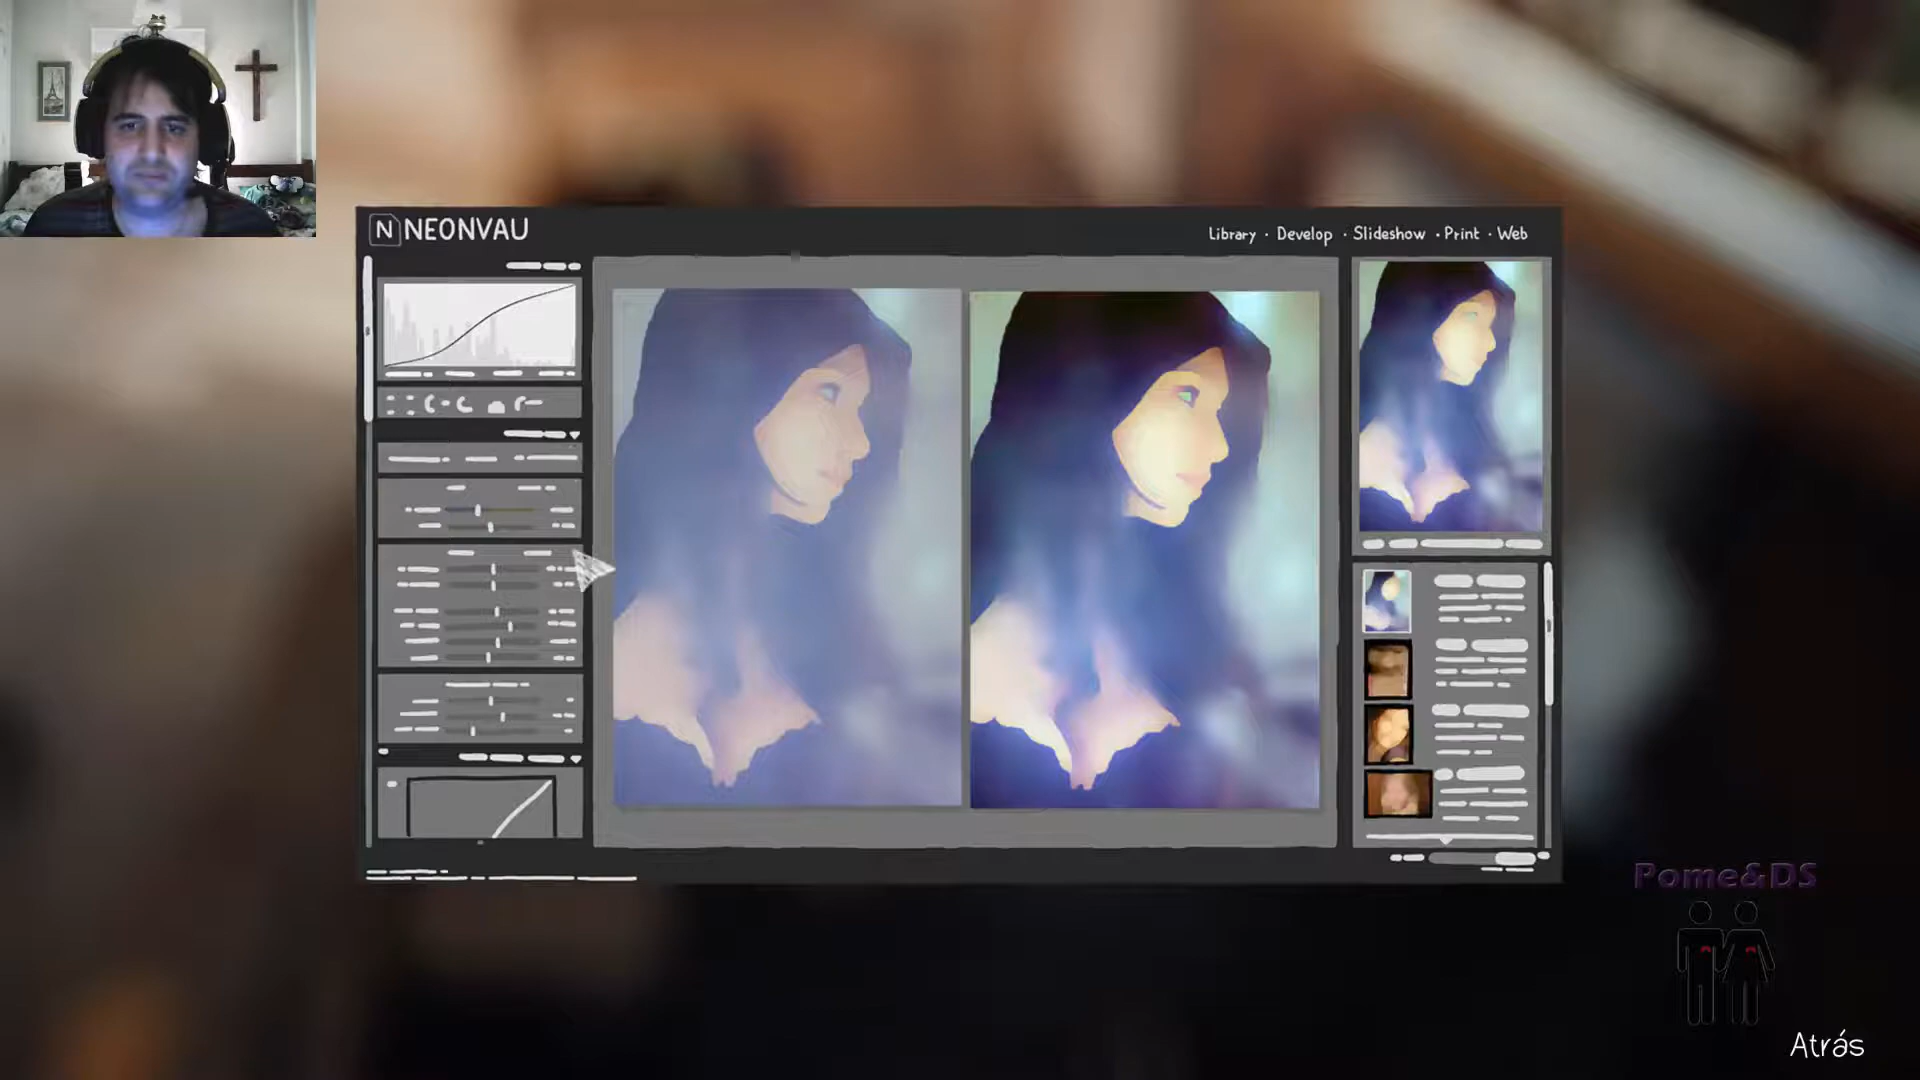 N NEONVAU
Library · Develop · Slideshow · Print · Web
Pome&DS
Atrás